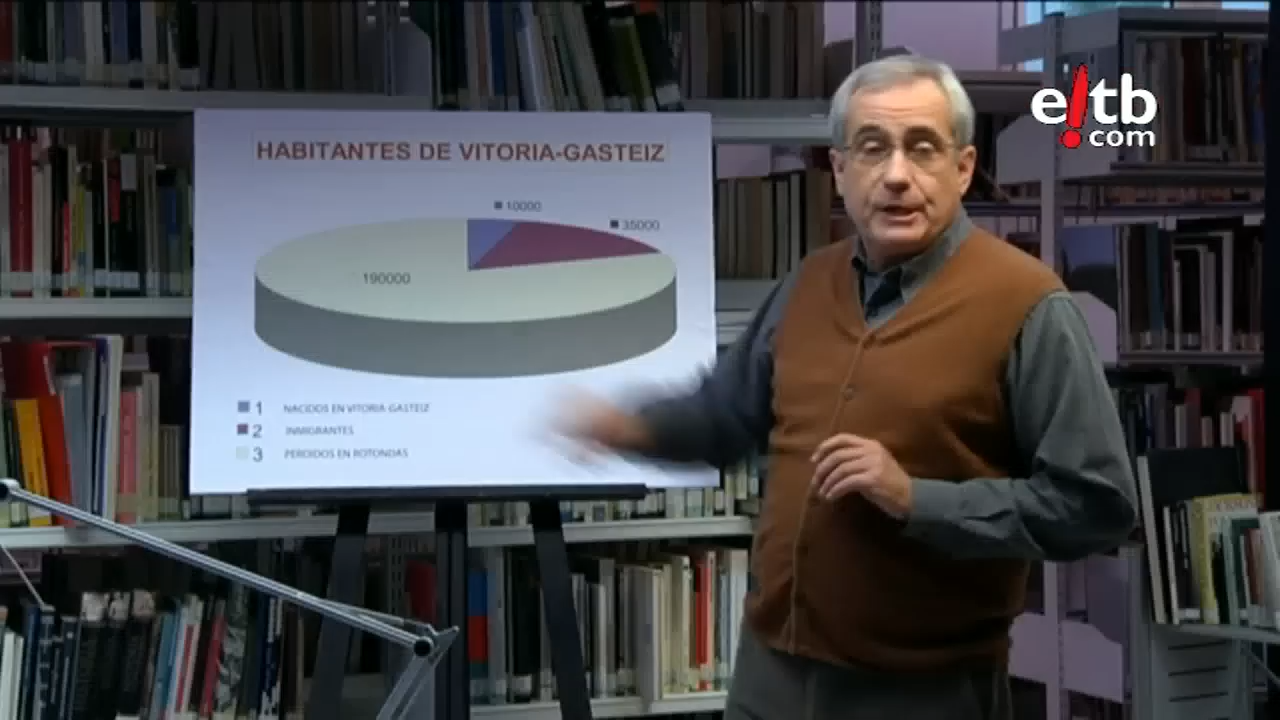 e!tb
.com
HABITANTES DE VITORIA-GASTEIZ
10000
35000
190000
1 NACIDOS EN VITORIA-GASTEIZ
2 INMIGRANTES
3 PERDIDOS EN ROTONDAS